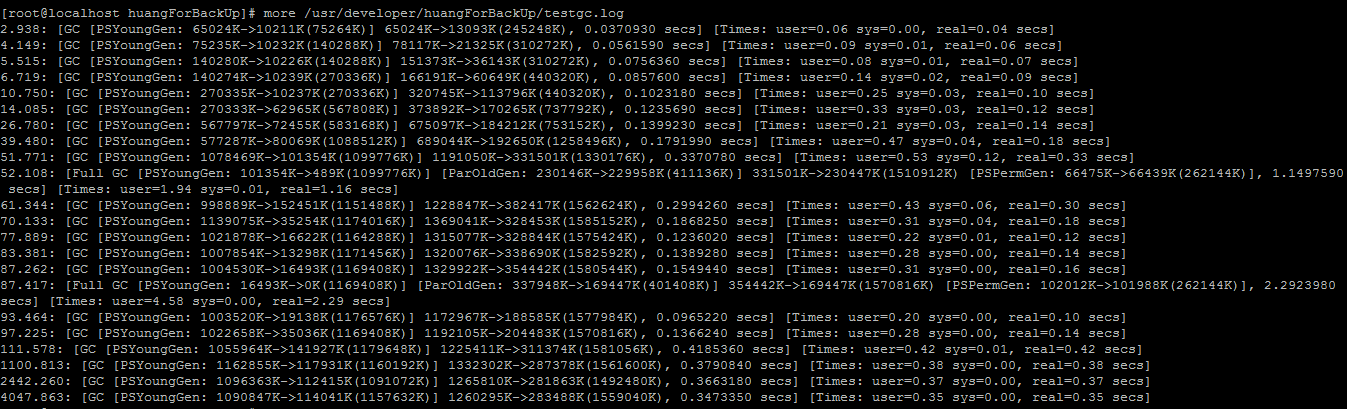 [root@localhost huangForBackUp]# more /usr/developer/huangForBackUp/testgc.log
2.938: [GC [PSYoungGen: 65024K->10211K(75264K)] 65024K->13093K(245248K), 0.0370930 secs] [Times: user=0.06 sys=0.00, real=0.04 secs]
4.149: [GC [PSYoungGen: 75235K->10232K(140288K)] 78117K->21325K(310272K), 0.0561590 secs] [Times: user=0.09 sys=0.01, real=0.06 secs]
5.515: [GC [PSYoungGen: 140280K->10226K(140288K)] 151373K->36143K(310272K), 0.0756360 secs] [Times: user=0.08 sys=0.01, real=0.07 secs]
6.719: [GC [PSYoungGen: 140274K->10239K(270336K)] 166191K->60649K(440320K), 0.0857600 secs] [Times: user=0.14 sys=0.02, real=0.09 secs]
10.750: [GC [PSYoungGen: 270335K->10237K(270336K)] 320745K->113796K(440320K), 0.1023180 secs] [Times: user=0.25 sys=0.03, real=0.10 secs]
14.085: [GC [PSYoungGen: 270333K->62965K(567808K)] 373892K->170265K(737792K), 0.1235690 secs] [Times: user=0.33 sys=0.03, real=0.12 secs]
26.780: [GC [PSYoungGen: 567797K->72455K(583168K)] 675097K->184212K(753152K), 0.1399230 secs] [Times: user=0.21 sys=0.03, real=0.14 secs]
39.480: [GC [PSYoungGen: 577287K->80069K(1088512K)] 689044K->192650K(1258496K), 0.1791990 secs] [Times: user=0.47 sys=0.04, real=0.18 secs]
51.771: [GC [PSYoungGen: 1078469K->101354K(1099776K)] 1191050K->331501K(1330176K), 0.3370780 secs] [Times: user=0.53 sys=0.12, real=0.33 secs]
52.108: [Full GC [PSYoungGen: 101354K->489K(1099776K)] [ParOldGen: 230146K->229958K(411136K)] 331501K->230447K(1510912K) [PSPermGen: 66475K->66439K(262144K)], 1.1497590
secs] [Times: user=1.94 sys=0.01, real=1.16 secs]
61.344: [GC [PSYoungGen: 998889K->152451K(1151488K)] 1228847K->382417K(1562624K), 0.2994260 secs] [Times: user=0.43 sys=0.06, real=0.30 secs]
70.133: [GC [PSYoungGen: 1139075K->35254K(1174016K)] 1369041K->328453K(1585152K), 0.1868250 secs] [Times: user=0.31 sys=0.04, real=0.18 secs]
77.889: [GC [PSYoungGen: 1021878K->16622K(1164288K)] 1315077K->328844K(1575424K), 0.1236020 secs] [Times: user=0.22 sys=0.01, real=0.12 secs]
83.381: [GC [PSYoungGen: 1007854K->13298K(1171456K)] 1320076K->338690K(1582592K), 0.1389280 secs] [Times: user=0.28 sys=0.00, real=0.14 secs]
87.262: [GC [PSYoungGen: 1004530K->16493K(1169408K)] 1329922K->354442K(1580544K), 0.1549440 secs] [Times: user=0.31 sys=0.00, real=0.16 secs]
87.417: [Full GC [PSYoungGen: 16493K->0K(1169408K)] [ParOldGen: 337948K->169447K(401408K)] 354442K->169447K(1570816K) [PSPermGen: 102012K->101988K(262144K)], 2.2923980
secs] [Times: user=4.58 sys=0.00, real=2.29 secs]
93.464: [GC [PSYoungGen: 1003520K->19138K(1176576K)] 1172967K->188585K(1577984K), 0.0965220 secs] [Times: user=0.20 sys=0.00, real=0.10 secs]
97.225: [GC [PSYoungGen: 1022658K->35036K(1169408K)] 1192105K->204483K(1570816K), 0.1366240 secs] [Times: user=0.28 sys=0.00, real=0.14 secs]
111.578: [GC [PSYoungGen: 1055964K->141927K(1179648K)] 1225411K->311374K(1581056K), 0.4185360 secs] [Times: user=0.42 sys=0.01, real=0.42 secs]
1100.813: [GC [PSYoungGen: 1162855K->117931K(1160192K)] 1332302K->287378K(1561600K), 0.3790840 secs] [Times: user=0.38 sys=0.00, real=0.38 secs]
2442.260: [GC [PSYoungGen: 1096363K->112415K(1091072K)] 1265810K->281863K(1492480K), 0.3663180 secs] [Times: user=0.37 sys=0.00, real=0.37 secs]
4047.863: [GC [PSYoungGen: 1090847K->114041K(1157632K)] 1260295K->283488K(1559040K), 0.3473350 secs] [Times: user=0.35 sys=0.00, real=0.35 secs]